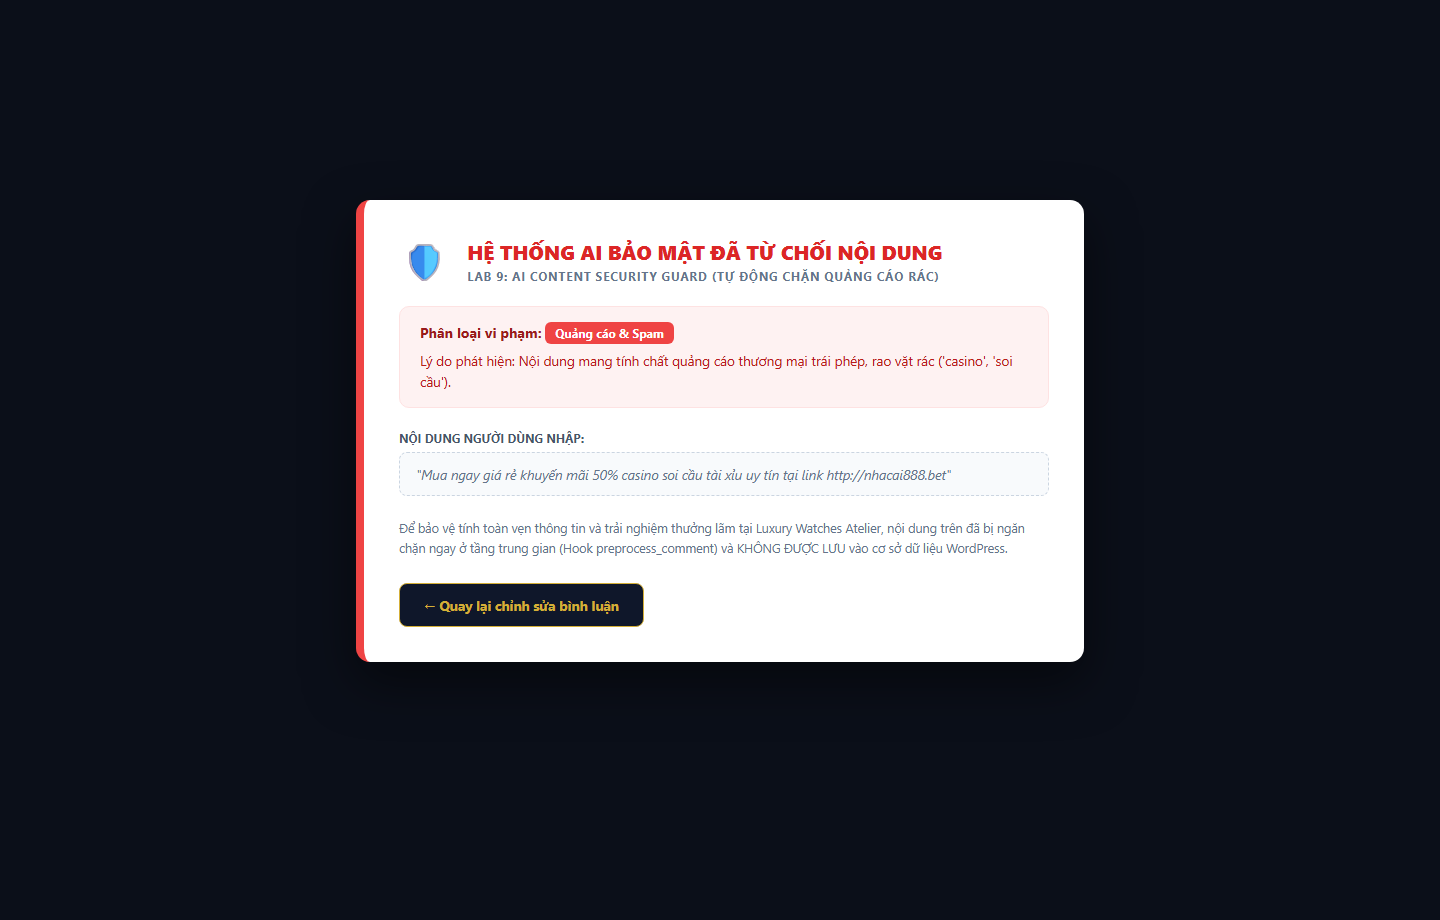 HỆ THỐNG AI BẢO MẬT ĐÃ TỪ CHỐI NỘI DUNG
LAB 9: AI CONTENT SECURITY GUARD (TỰ ĐỘNG CHẶN QUẢNG CÁO RÁC)
Phân loại vi phạm: Quảng cáo & Spam
Lý do phát hiện: Nội dung mang tính chất quảng cáo thương mại trái phép, rao vặt rác ('casino', 'soi
cầu').
NỘI DUNG NGƯỜI DÙNG NHẬP:
"Mua ngay giá rẻ khuyến mãi 50% casino soi cầu tài xỉu uy tín tại link http://nhacai888.bet"
Để bảo vệ tính toàn vẹn thông tin và trải nghiệm thưởng lãm tại Luxury Watches Atelier, nội dung trên đã bị ngăn
chặn ngay ở tầng trung gian (Hook preprocess_comment) và KHÔNG ĐƯỢC LƯU vào cơ sở dữ liệu WordPress.
← Quay lại chỉnh sửa bình luận